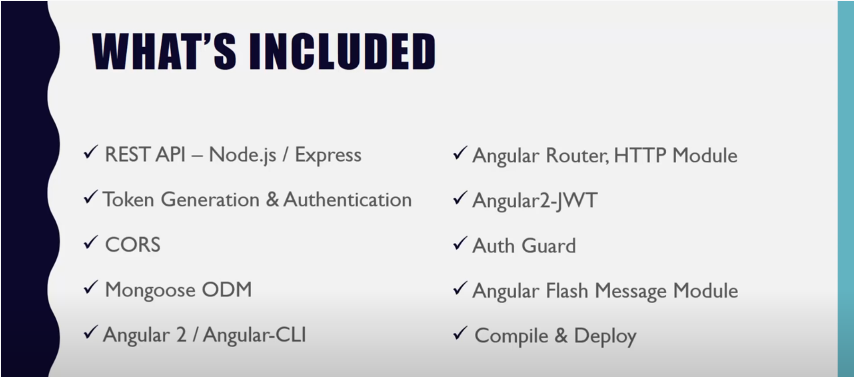 WHAT'S INCLUDED
✓ REST API – Node.js / Express
✓ Token Generation & Authentication
✓ CORS
✓ Mongoose ODM
✓ Angular 2 / Angular-CLI
✓ Angular Router, HTTP Module
✓ Angular2-JWT
✓ Auth Guard
✓ Angular Flash Message Module
✓ Compile & Deploy